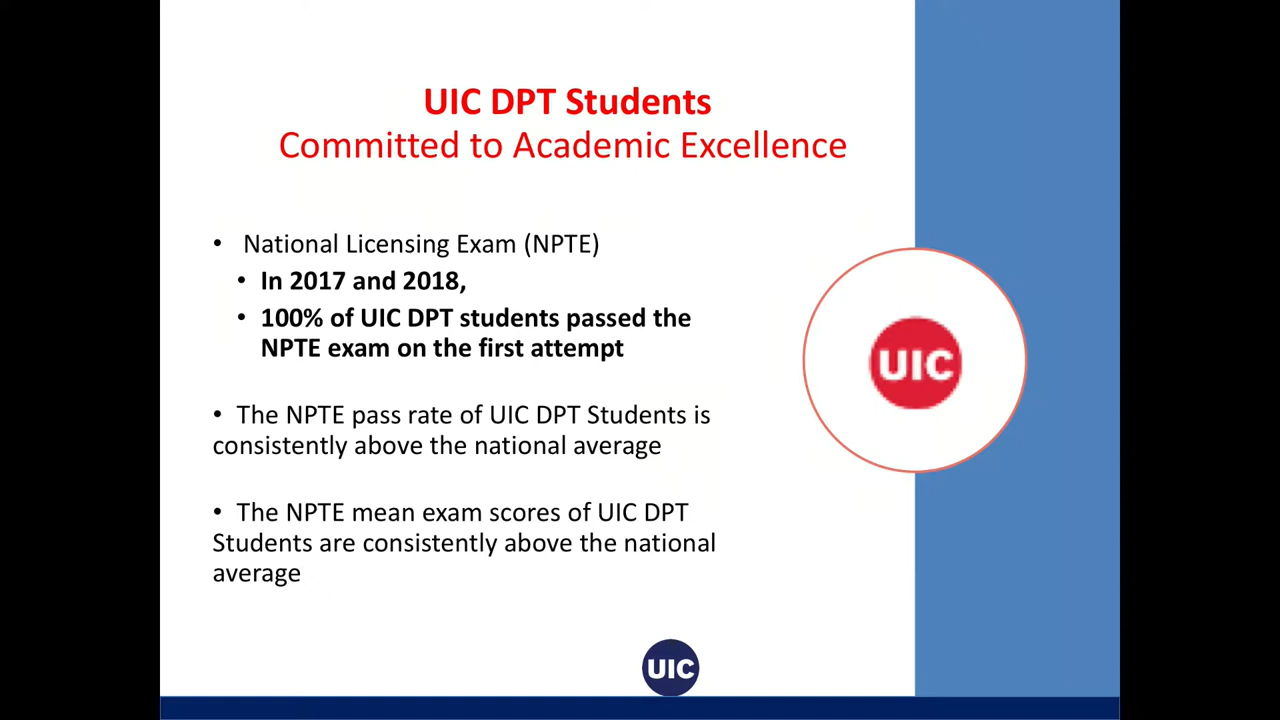 UIC DPT Students
Committed to Academic Excellence
• National Licensing Exam (NPTE)
• In 2017 and 2018,
• 100% of UIC DPT students passed the
NPTE exam on the first attempt
• The NPTE pass rate of UIC DPT Students is
consistently above the national average
• The NPTE mean exam scores of UIC DPT
Students are consistently above the national
average
UIC
UIC